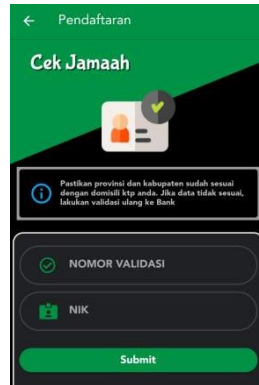 Pendaftaran
Cek Jamaah
Pastikan provinsi dan kabupaten sudah sesuai
dengan domisili ktp anda. Jika data tidak sesuai,
lakukan validasi ulang ke Bank
NOMOR VALIDASI
NIK
Submit